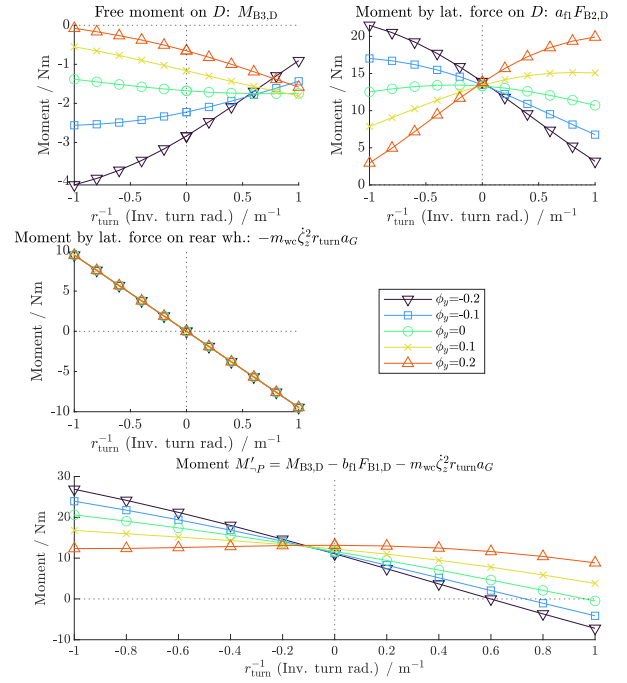 Free moment on D: M_B3,D
Moment / Nm
0
-1
-2
-3
-4
-1 -0.5 0 0.5 1
r_turn^-1 (Inv. turn rad.) / m^-1
Moment by lat. force on D: a_f1 F_B2,D
Moment / Nm
20
15
10
5
0
-1 -0.5 0 0.5 1
r_turn^-1 (Inv. turn rad.) / m^-1
Moment by lat. force on rear wh.: −m_wc ζ̇_z^2 r_turn a_G
Moment / Nm
10
5
0
-5
-10
-1 -0.5 0 0.5 1
r_turn^-1 (Inv. turn rad.) / m^-1
ϕ_y=-0.2
ϕ_y=-0.1
ϕ_y=0
ϕ_y=0.1
ϕ_y=0.2
Moment M'_¬P = M_B3,D − b_f1 F_B1,D − m_wc ζ̇_z^2 r_turn a_G
Moment / Nm
30
20
10
0
-10
-1 -0.8 -0.6 -0.4 -0.2 0 0.2 0.4 0.6 0.8 1
r_turn^-1 (Inv. turn rad.) / m^-1